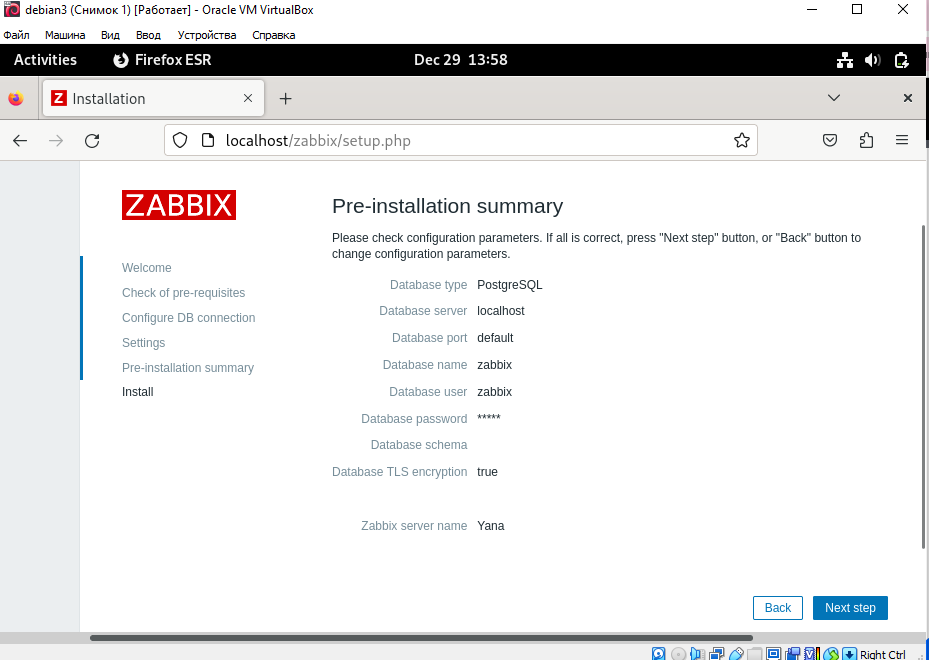 debian3 (Снимок 1) [Работает] - Oracle VM VirtualBox
Файл Машина Вид Ввод Устройства Справка
Activities Firefox ESR Dec 29 13:58
Z Installation
localhost/zabbix/setup.php
ZABBIX
Welcome
Check of pre-requisites
Configure DB connection
Settings
Pre-installation summary
Install
Pre-installation summary
Please check configuration parameters. If all is correct, press "Next step" button, or "Back" button to
change configuration parameters.
Database type PostgreSQL
Database server localhost
Database port default
Database name zabbix
Database user zabbix
Database password *****
Database schema
Database TLS encryption true
Zabbix server name Yana
Back Next step
Right Ctrl